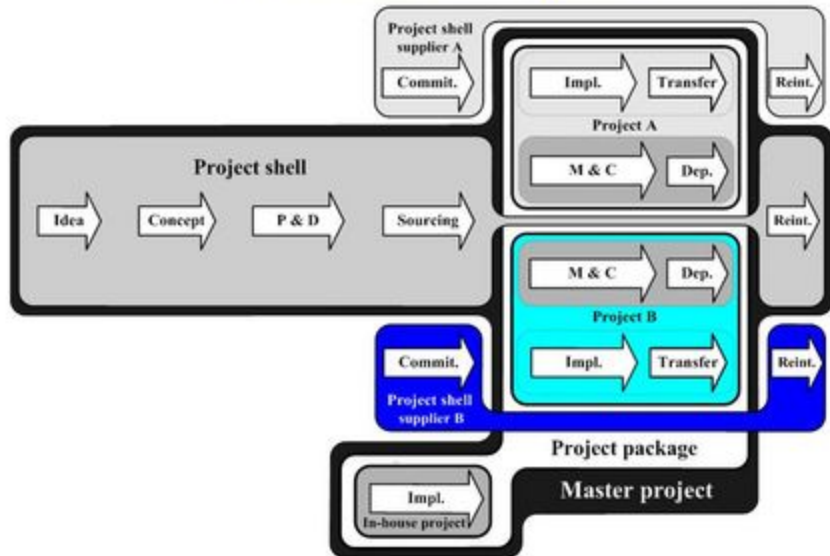 Project shell
supplier A
Commit.
Impl.
Transfer
Reint.
Project A
M & C
Dep.
Project shell
Idea
Concept
P & D
Sourcing
Reint.
M & C
Dep.
Project B
Commit.
Impl.
Transfer
Reint.
Project shell
supplier B
Project package
Master project
Impl.
In-house project